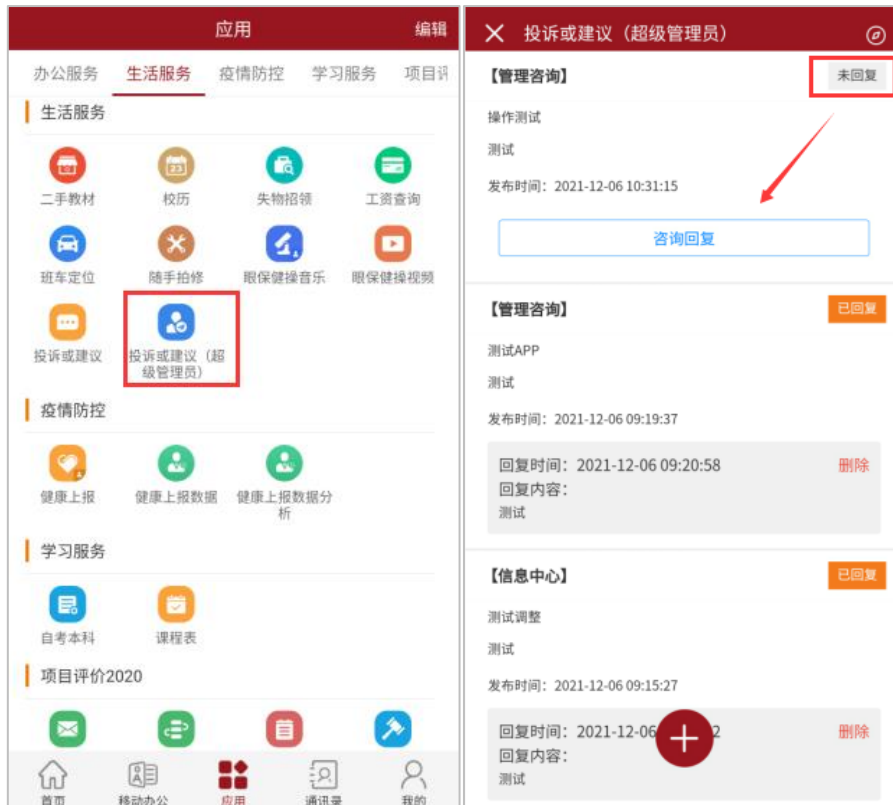 应用
编辑
办公服务 生活服务 疫情防控 学习服务 项目评
生活服务
二手教材 校历 失物招领 工资查询
班车定位 随手拍修 眼保健操音乐 眼保健操视频
投诉或建议 投诉或建议（超
级管理员）
疫情防控
健康上报 健康上报数据 健康上报数据分
析
学习服务
自考本科 课程表
项目评价2020
首页 移动办公 应用 通讯录 我的
投诉或建议（超级管理员）
【管理咨询】 未回复
操作测试
测试
发布时间：2021-12-06 10:31:15
咨询回复
【管理咨询】 已回复
测试APP
测试
发布时间：2021-12-06 09:19:37
回复时间：2021-12-06 09:20:58 删除
回复内容：
测试
【信息中心】 已回复
测试调整
测试
发布时间：2021-12-06 09:15:27
回复时间：2021-12-06 2 删除
回复内容：
测试